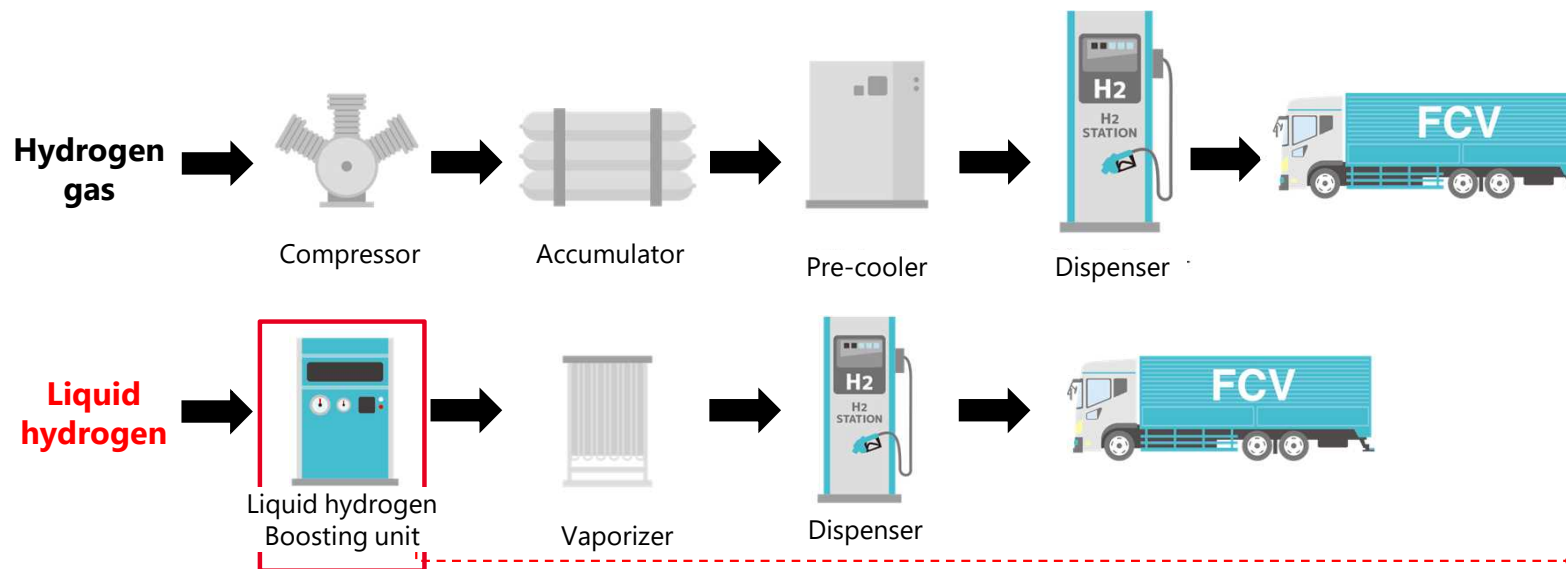 Hydrogen
gas
Compressor
Accumulator
Pre-cooler
H2
H2
STATION
Dispenser
FCV
Liquid
hydrogen
Liquid hydrogen
Boosting unit
Vaporizer
H2
H2
STATION
Dispenser
FCV